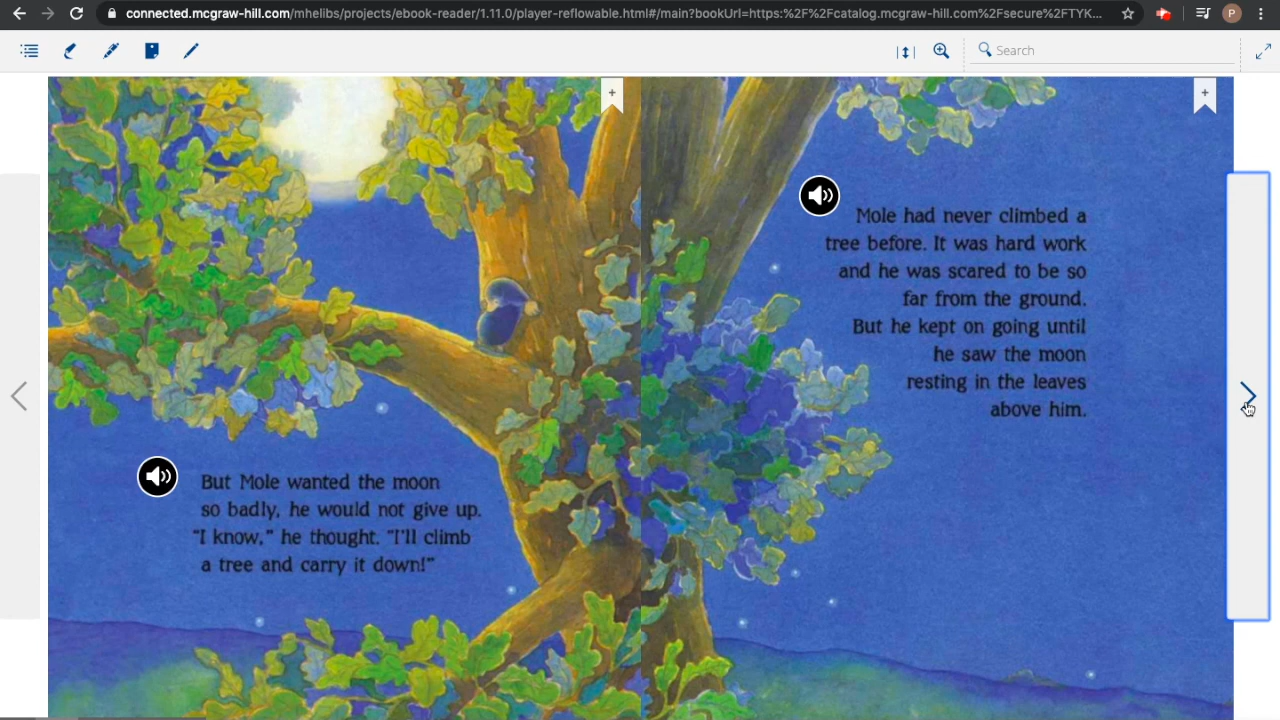 connected.mcgraw-hill.com/mhelibs/projects/ebook-reader/1.11.0/player-reflowable.html#/main?bookUrl=https:%2F%2Fcatalog.mcgraw-hill.com%2Fsecure%2FTYK...
P
Search
But Mole wanted the moon
so badly, he would not give up.
“I know,” he thought. “I’ll climb
a tree and carry it down!”
Mole had never climbed a
tree before. It was hard work
and he was scared to be so
far from the ground.
But he kept on going until
he saw the moon
resting in the leaves
above him.